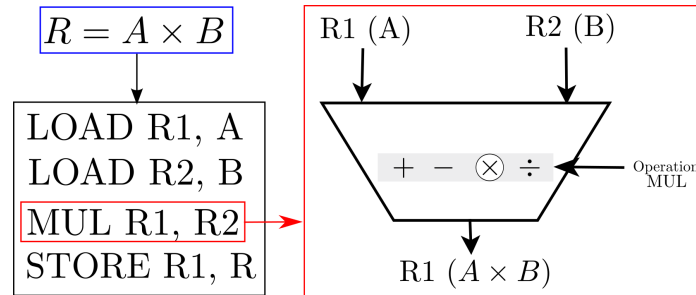 R = A × B
LOAD R1, A
LOAD R2, B
MUL R1, R2
STORE R1, R
R1 (A)
R2 (B)
+ − × ÷
Operation
MUL
R1 (A × B)